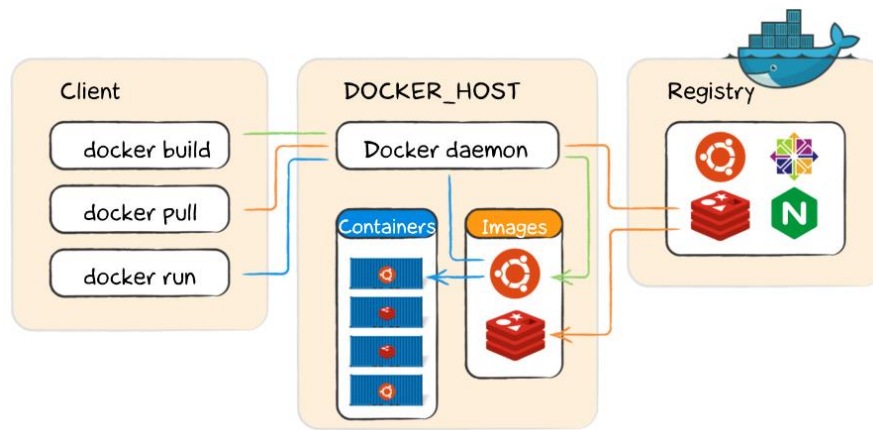 Client
docker build
docker pull
docker run
DOCKER_HOST
Docker daemon
Containers
Images
Registry
N